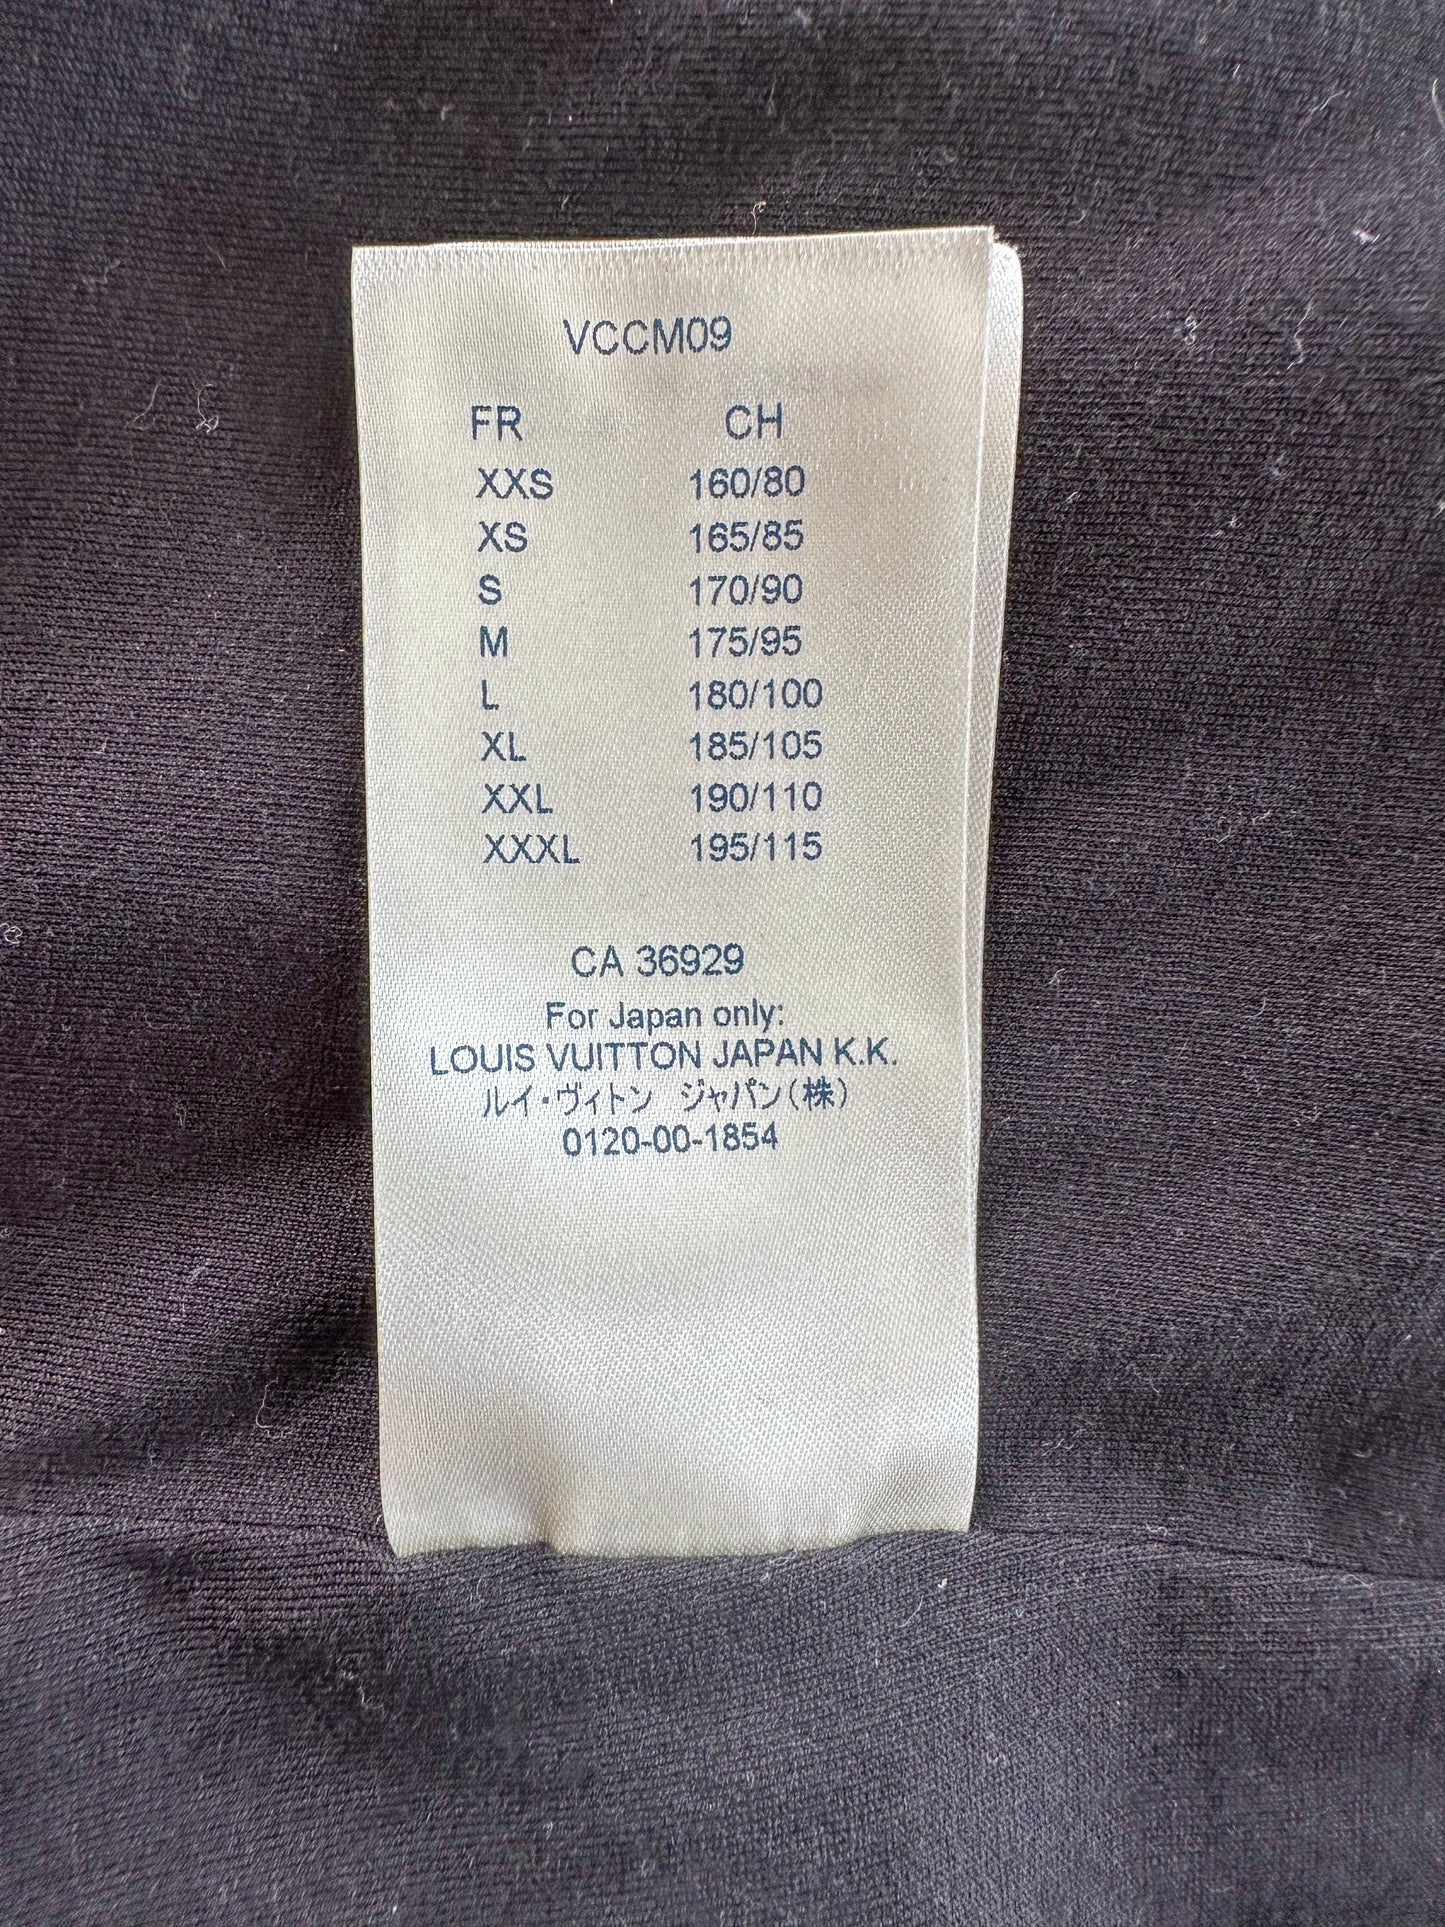 VCCM09
FR CH
XXS 160/80
XS 165/85
S 170/90
M 175/95
L 180/100
XL 185/105
XXL 190/110
XXXL 195/115
CA 36929
For Japan only:
LOUIS VUITTON JAPAN K.K.
ルイ・ヴィトン ジャパン(株)
0120-00-1854